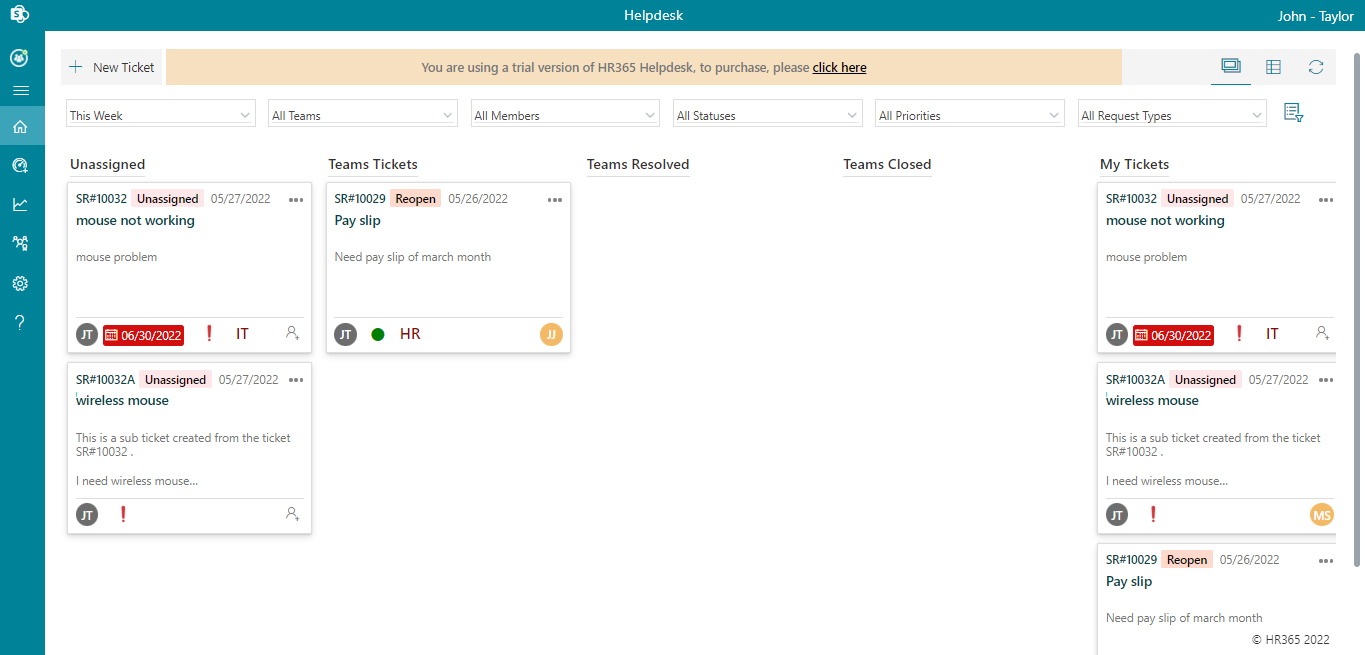 Helpdesk
John - Taylor
New Ticket
You are using a trial version of HR365 Helpdesk, to purchase, please click here
This Week
All Teams
All Members
All Statuses
All Priorities
All Request Types
Unassigned
SR#10032 Unassigned 05/27/2022
mouse not working
mouse problem
JT 06/30/2022 IT
SR#10032A Unassigned 05/27/2022
wireless mouse
This is a sub ticket created from the ticket
SR#10032 .
I need wireless mouse...
JT
Teams Tickets
SR#10029 Reopen 05/26/2022
Pay slip
Need pay slip of march month
JT HR JJ
Teams Resolved
Teams Closed
My Tickets
SR#10032 Unassigned 05/27/2022
mouse not working
mouse problem
JT 06/30/2022 IT
SR#10032A Unassigned 05/27/2022
wireless mouse
This is a sub ticket created from the ticket
SR#10032 .
I need wireless mouse...
JT MS
SR#10029 Reopen 05/26/2022
Pay slip
Need pay slip of march month
© HR365 2022